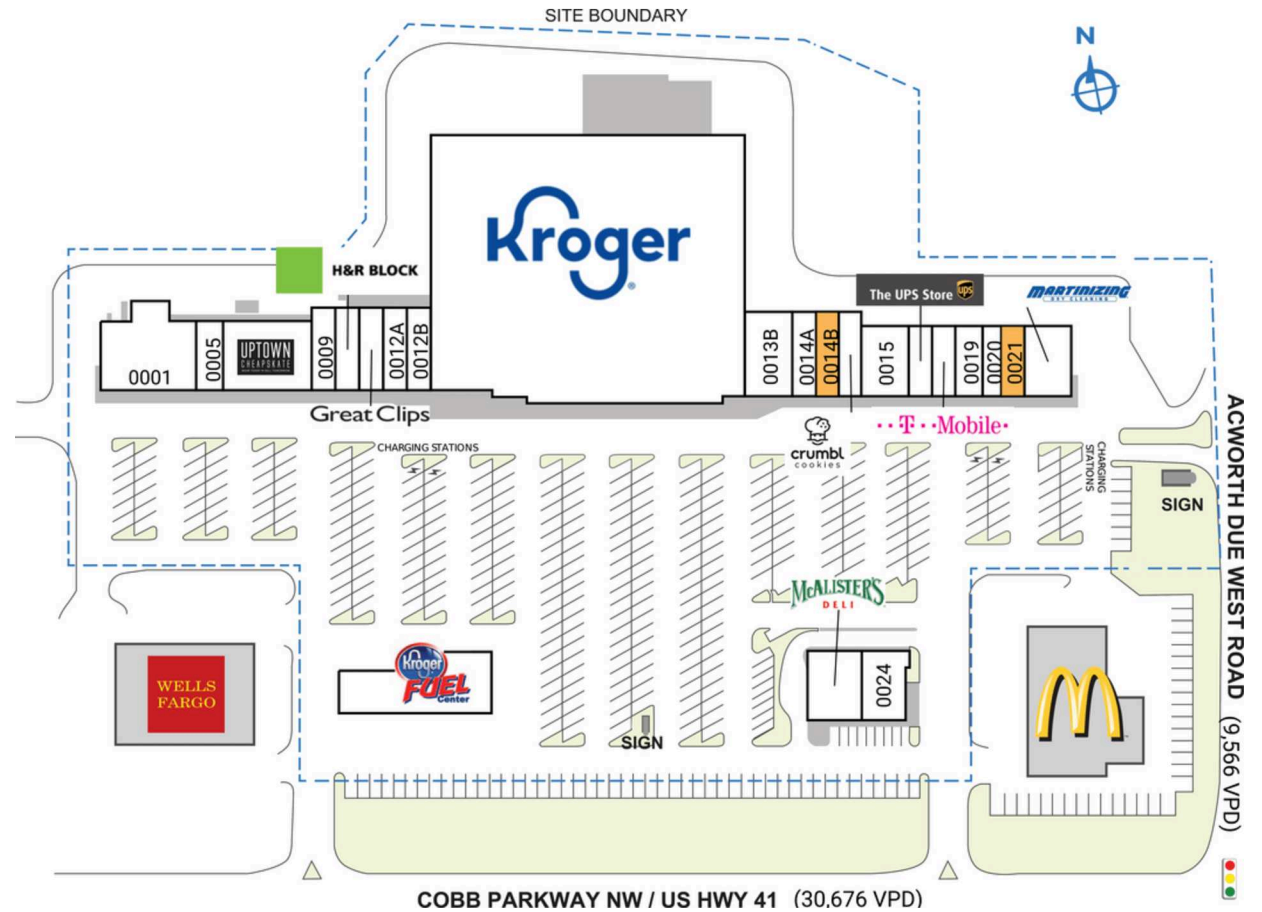 SITE BOUNDARY
N
Kroger
H&R BLOCK
The UPS Store
ups
MARTINIZING
DRY CLEANING
0001
0005
UPTOWN
CHEAPSKATE
0009
0012A
0012B
0013B
0014A
0014B
0015
0019
0020
0021
Great Clips
T Mobile
crumbl
cookies
CHARGING STATIONS
CHARGING
STATIONS
SIGN
ACWORTH DUE WEST ROAD (9,566 VPD)
McALISTER'S
DELI
0024
WELLS
FARGO
Kroger
FUEL
Center
SIGN
COBB PARKWAY NW / US HWY 41 (30,676 VPD)